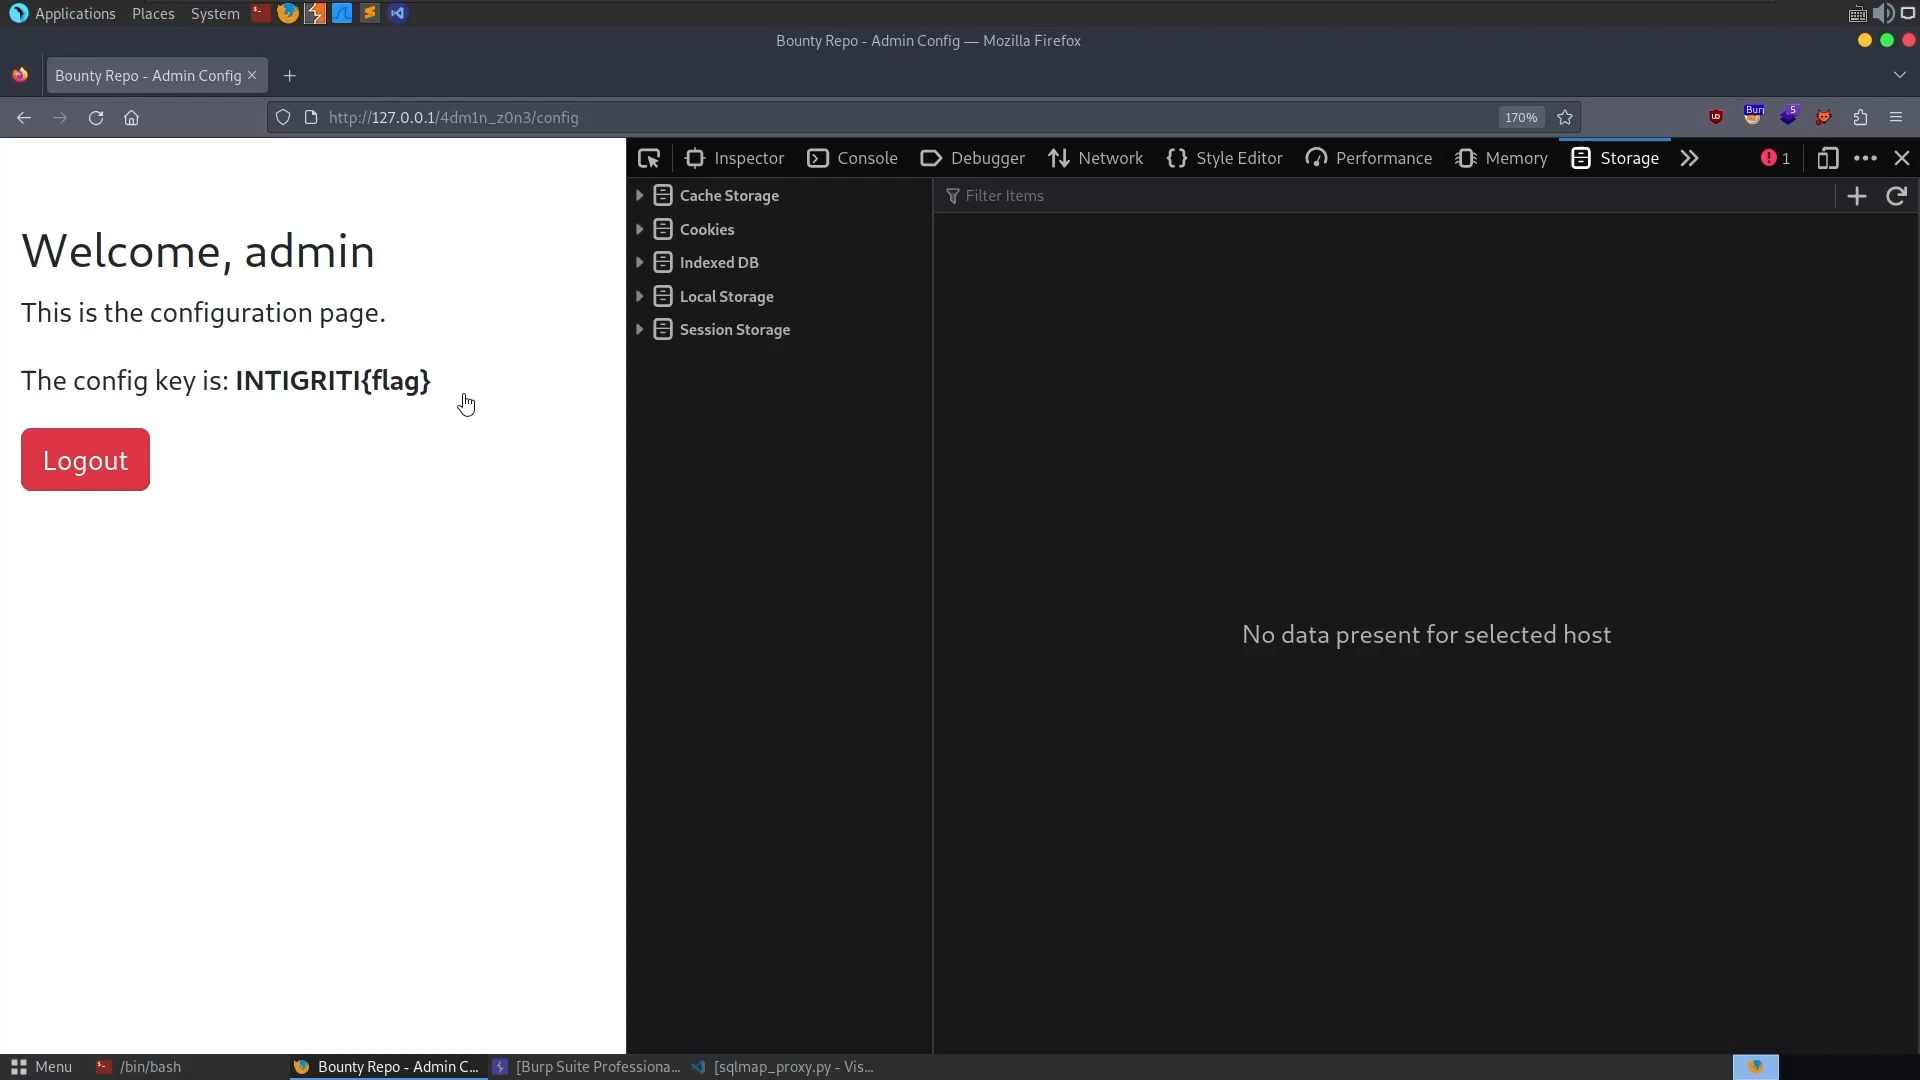 Applications Places System
Bounty Repo - Admin Config — Mozilla Firefox
Bounty Repo - Admin Config
http://127.0.0.1/4dm1n_z0n3/config
170%
5
Inspector Console Debugger Network Style Editor Performance Memory Storage 1
Cache Storage
Filter Items
Cookies
Indexed DB
Local Storage
Session Storage
Welcome, admin
This is the configuration page.
The config key is: INTIGRITI{flag}
Logout
No data present for selected host
Menu /bin/bash Bounty Repo - Admin C... [Burp Suite Professiona... [sqlmap_proxy.py - Vis...